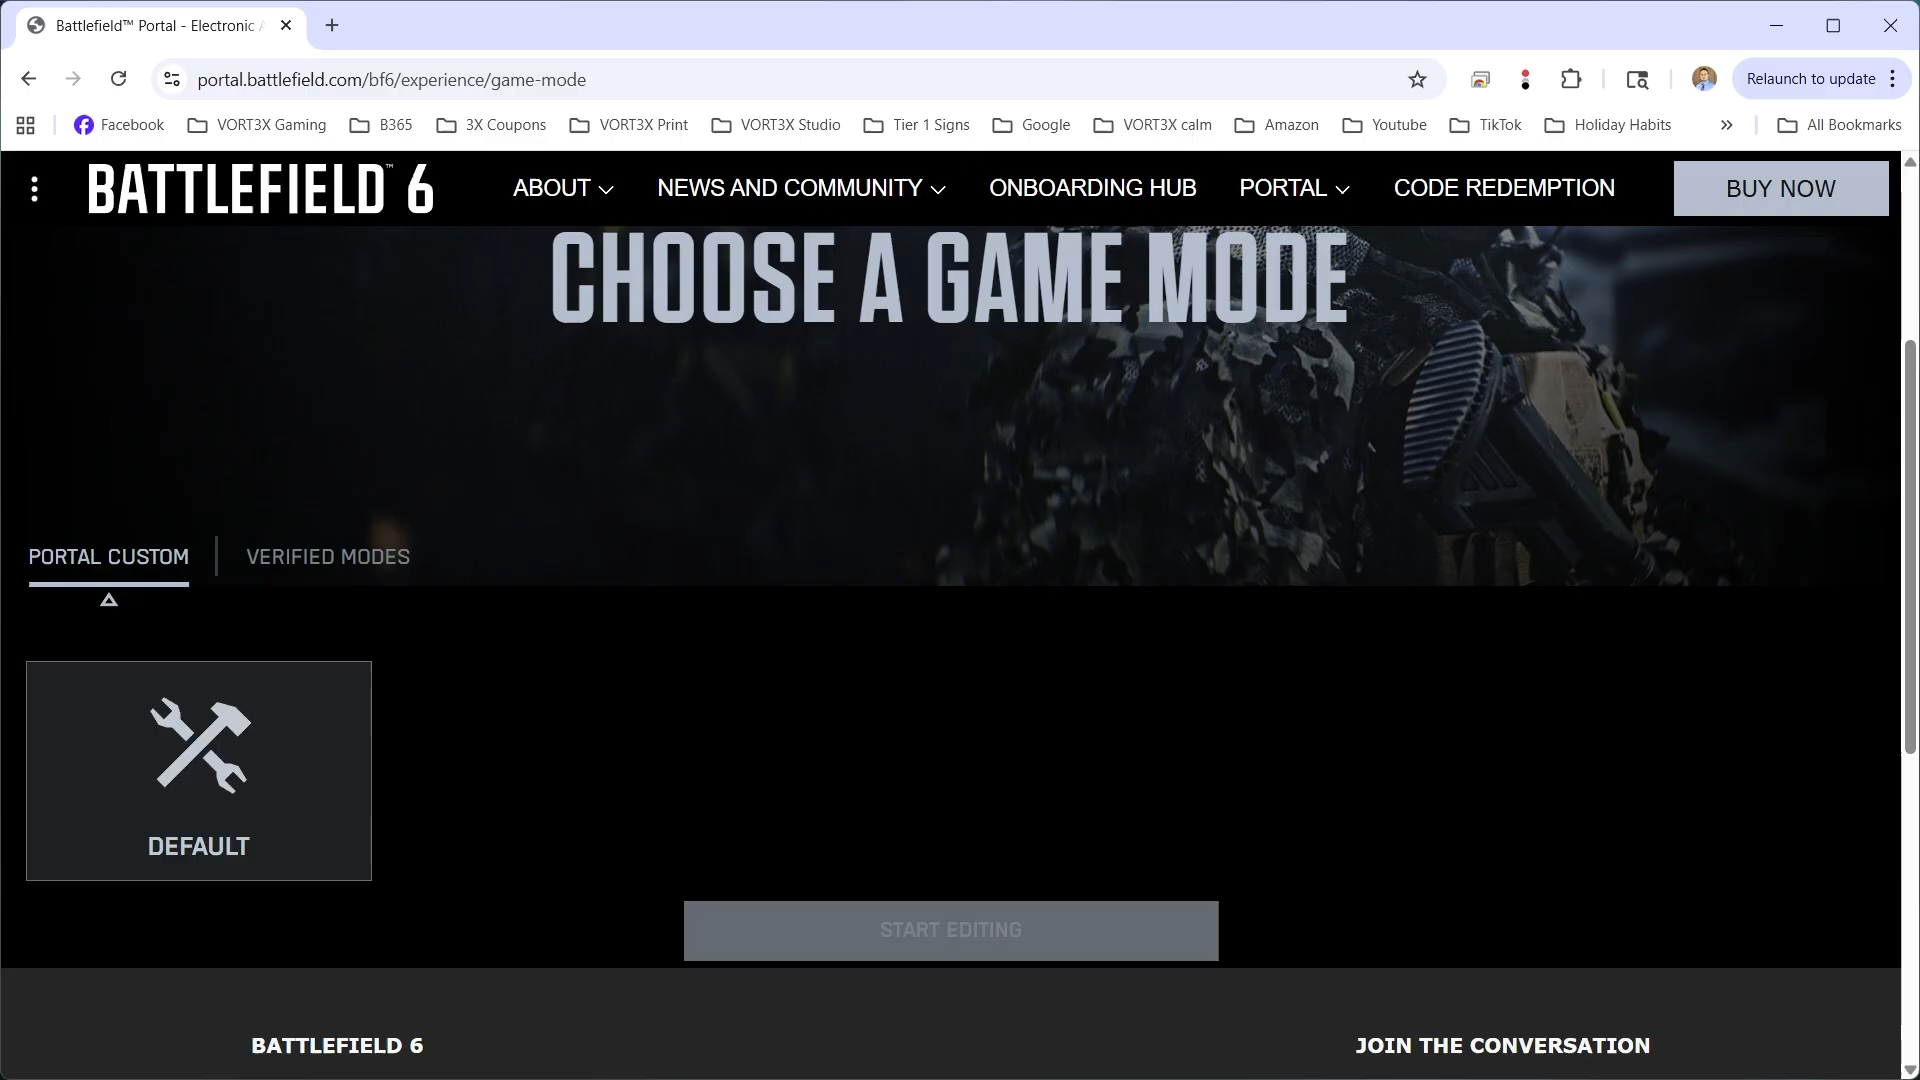 Battlefield™ Portal - Electronic
portal.battlefield.com/bf6/experience/game-mode
Relaunch to update
Facebook
VORT3X Gaming
B365
3X Coupons
VORT3X Print
VORT3X Studio
Tier 1 Signs
Google
VORT3X calm
Amazon
Youtube
TikTok
Holiday Habits
All Bookmarks
BATTLEFIELD™ 6
ABOUT
NEWS AND COMMUNITY
ONBOARDING HUB
PORTAL
CODE REDEMPTION
BUY NOW
CHOOSE A GAME MODE
PORTAL CUSTOM
VERIFIED MODES
DEFAULT
START EDITING
BATTLEFIELD 6
JOIN THE CONVERSATION